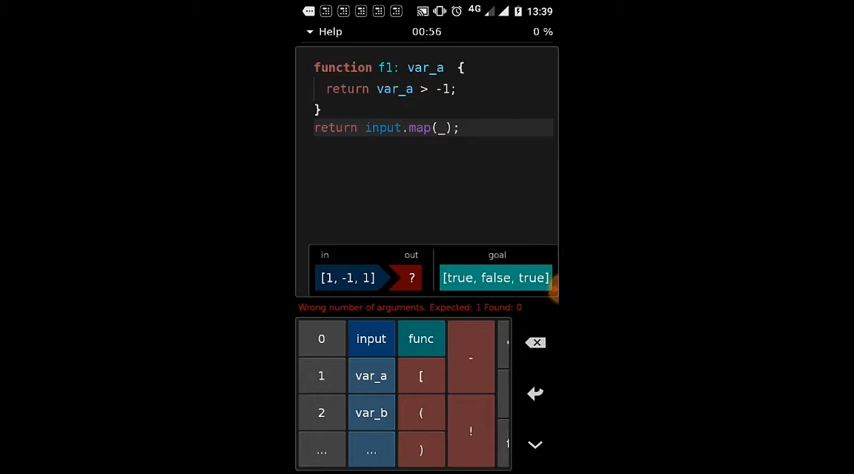 4G 13:39
Help 00:56 0 %
function f1: var_a {
return var_a > -1;
}
return input.map(_);
in out goal
[1, -1, 1] ? [true, false, true]
Wrong number of arguments. Expected: 1 Found: 0
0 input func -
1 var_a [
2 var_b ( !
... ... )